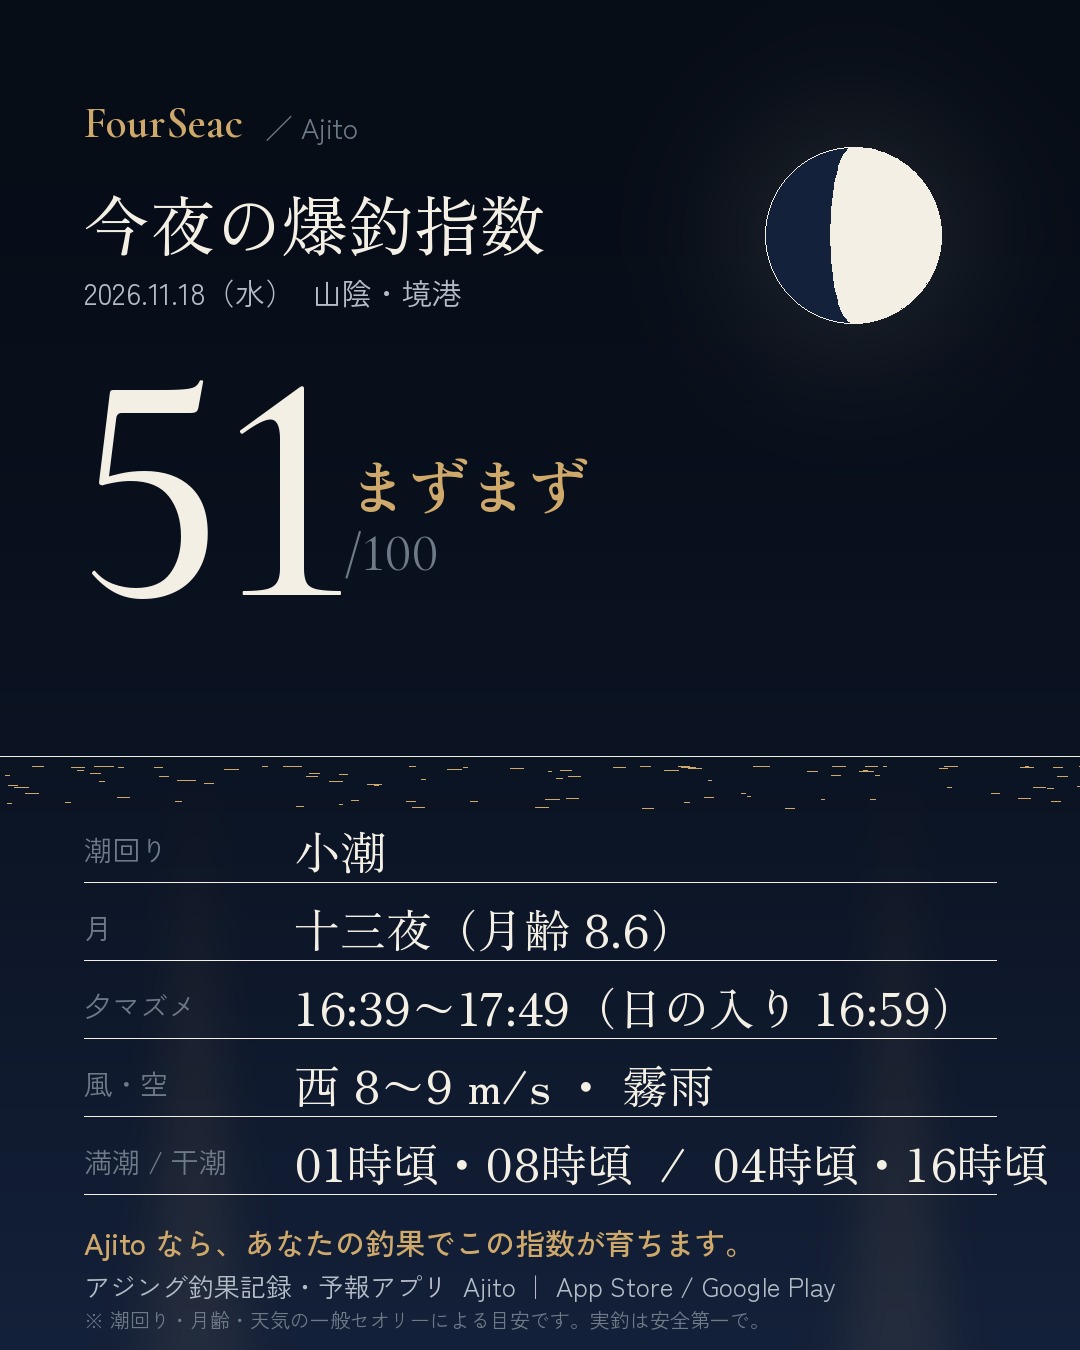 FourSeac ／ Ajito
今夜の爆釣指数
2026.11.18（水） 山陰・境港
51 まずまず
/100
潮回り 小潮
月 十三夜（月齢 8.6）
夕マズメ 16:39〜17:49（日の入り 16:59）
風・空 西 8〜9 m/s ・ 霧雨
満潮 / 干潮 01時頃・08時頃 ／ 04時頃・16時頃
Ajito なら、あなたの釣果でこの指数が育ちます。
アジング釣果記録・予報アプリ Ajito ｜ App Store / Google Play
※ 潮回り・月齢・天気の一般セオリーによる目安です。実釣は安全第一で。